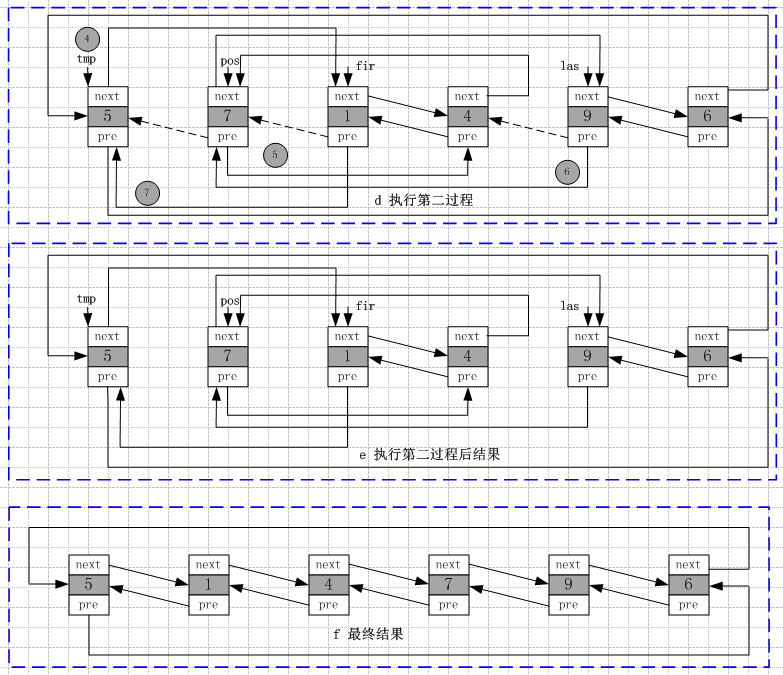 4
tmp pos fir las
next next next next next next
5 7 1 4 9 6
pre pre pre pre pre pre
5
6
7
d 执行第二过程
tmp pos fir las
next next next next next next
5 7 1 4 9 6
pre pre pre pre pre pre
e 执行第二过程后结果
next next next next next next
5 1 4 7 9 6
pre pre pre pre pre pre
f 最终结果